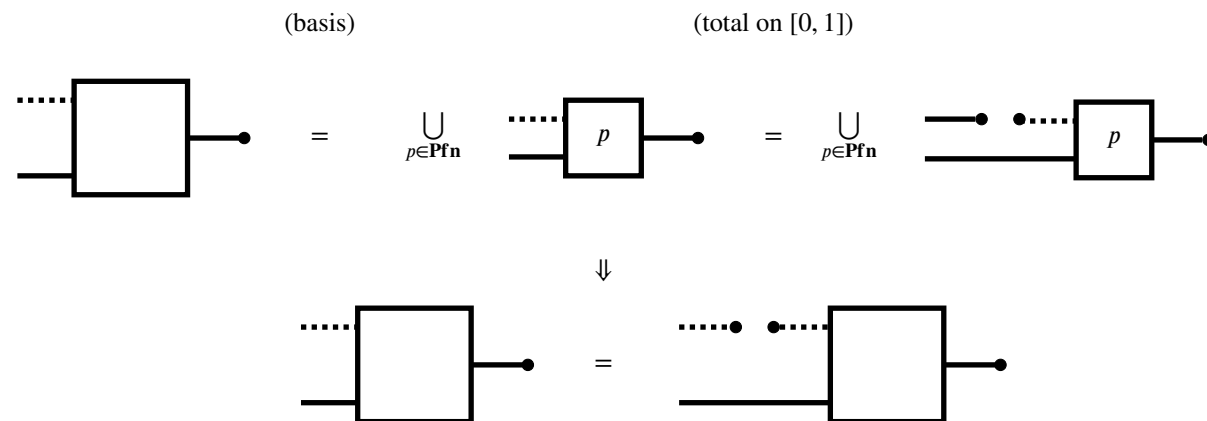 (basis) (total on [0, 1])
= ⋃ p = ⋃ p
p∈Pfn p∈Pfn
⇓
=